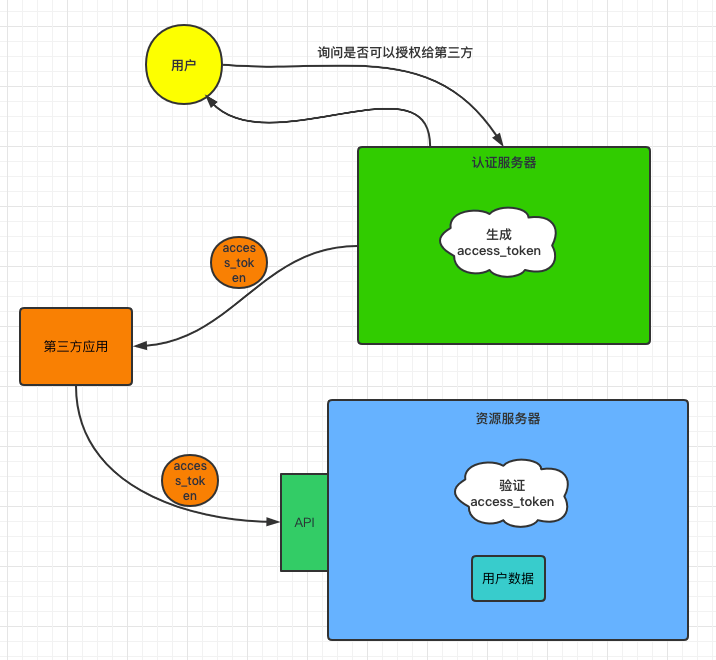 询问是否可以授权给第三方
用户
认证服务器
生成
access_token
acces
s_tok
en
第三方应用
资源服务器
acces
s_tok
en
验证
access_token
API
用户数据